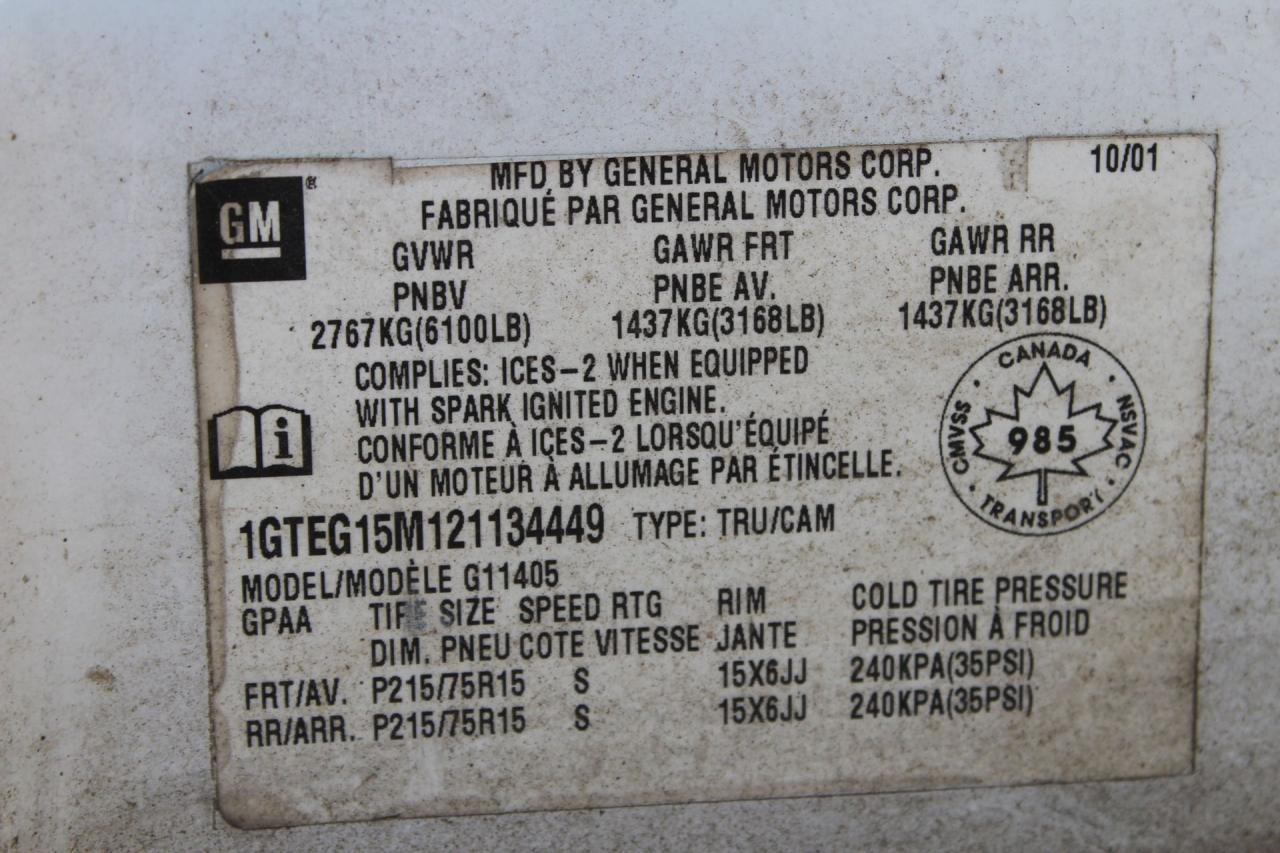 MFD BY GENERAL MOTORS CORP. 10/01
GM ®
FABRIQUÉ PAR GENERAL MOTORS CORP.
GVWR GAWR FRT GAWR RR
PNBV PNBE AV. PNBE ARR.
2767KG(6100LB) 1437KG(3168LB) 1437KG(3168LB)
COMPLIES: ICES-2 WHEN EQUIPPED
WITH SPARK IGNITED ENGINE.
CONFORME À ICES-2 LORSQU'ÉQUIPÉ
D'UN MOTEUR À ALLUMAGE PAR ÉTINCELLE.
i
CANADA
CMVSS 985 NSVAC
TRANSPORT
1GTEG15M121134449 TYPE: TRU/CAM
MODEL/MODÈLE G11405
GPAA TIRE SIZE SPEED RTG RIM COLD TIRE PRESSURE
DIM. PNEU COTE VITESSE JANTE PRESSION À FROID
FRT/AV. P215/75R15 S 15X6JJ 240KPA(35PSI)
RR/ARR. P215/75R15 S 15X6JJ 240KPA(35PSI)